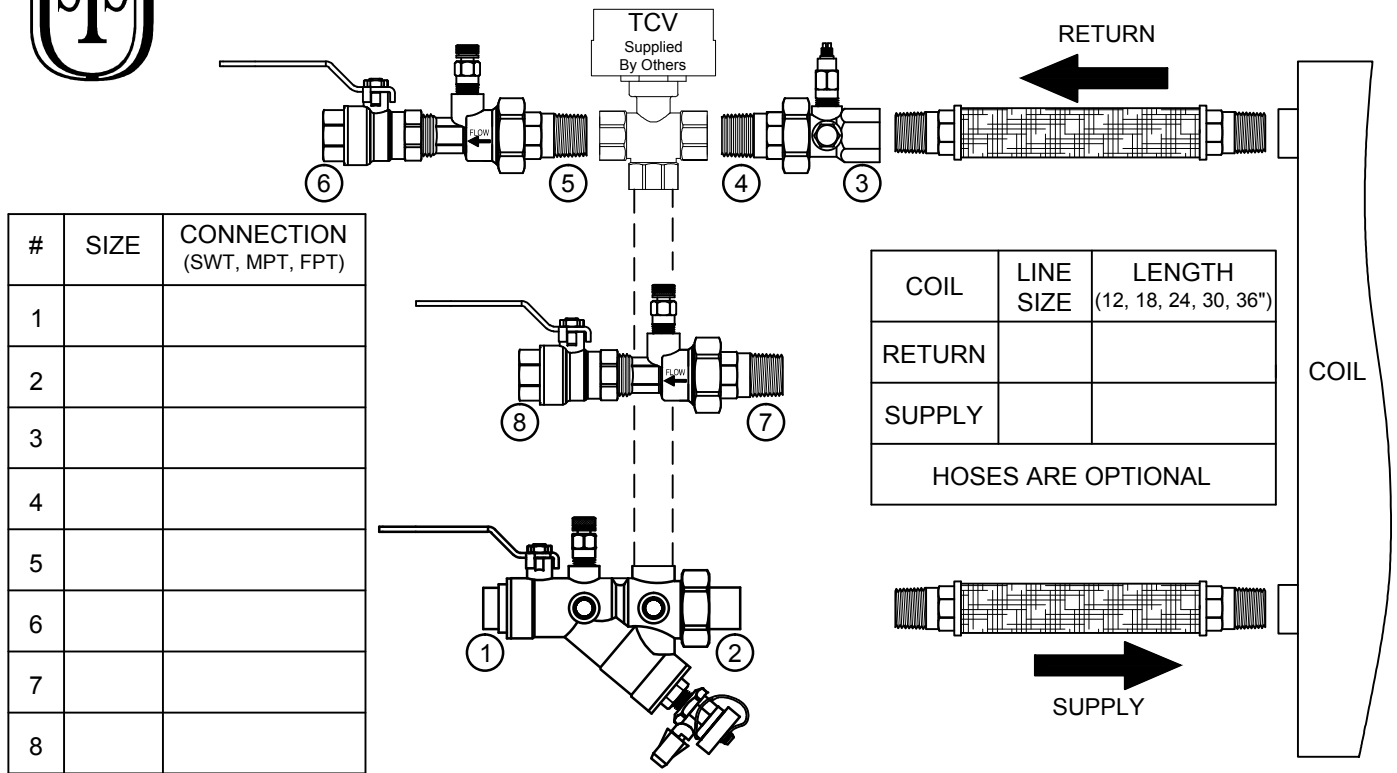 TCV
Supplied
By Others
RETURN
FLOW
6
5
4
3
# SIZE CONNECTION
(SWT, MPT, FPT)
1
2
3
4
5
6
7
8
FLOW
8
7
COIL LINE SIZE LENGTH
(12, 18, 24, 30, 36")
RETURN
SUPPLY
HOSES ARE OPTIONAL
COIL
1
2
SUPPLY